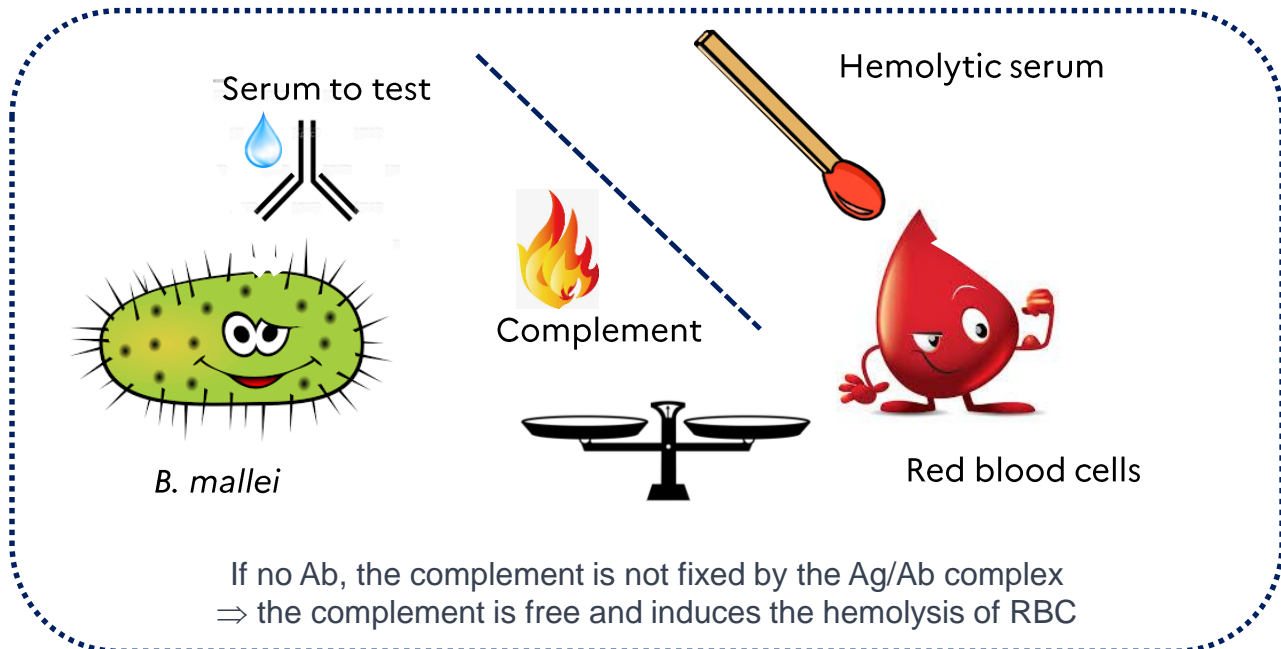 Hemolytic serum
Serum to test
Complement
B. mallei
Red blood cells
If no Ab, the complement is not fixed by the Ag/Ab complex
⇒ the complement is free and induces the hemolysis of RBC